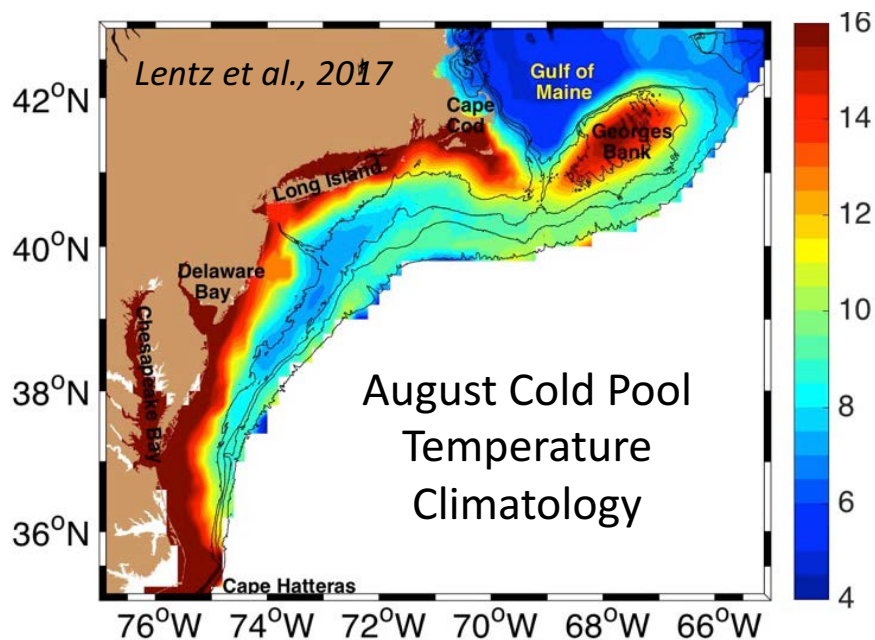 Lentz et al., 2017
Gulf of
Maine
Cape
Cod
Georges
Bank
Long Island
Delaware
Bay
Chesapeake Bay
Cape Hatteras
August Cold Pool
Temperature
Climatology
42°N
40°N
38°N
36°N
76°W
74°W
72°W
70°W
68°W
66°W
16
14
12
10
8
6
4